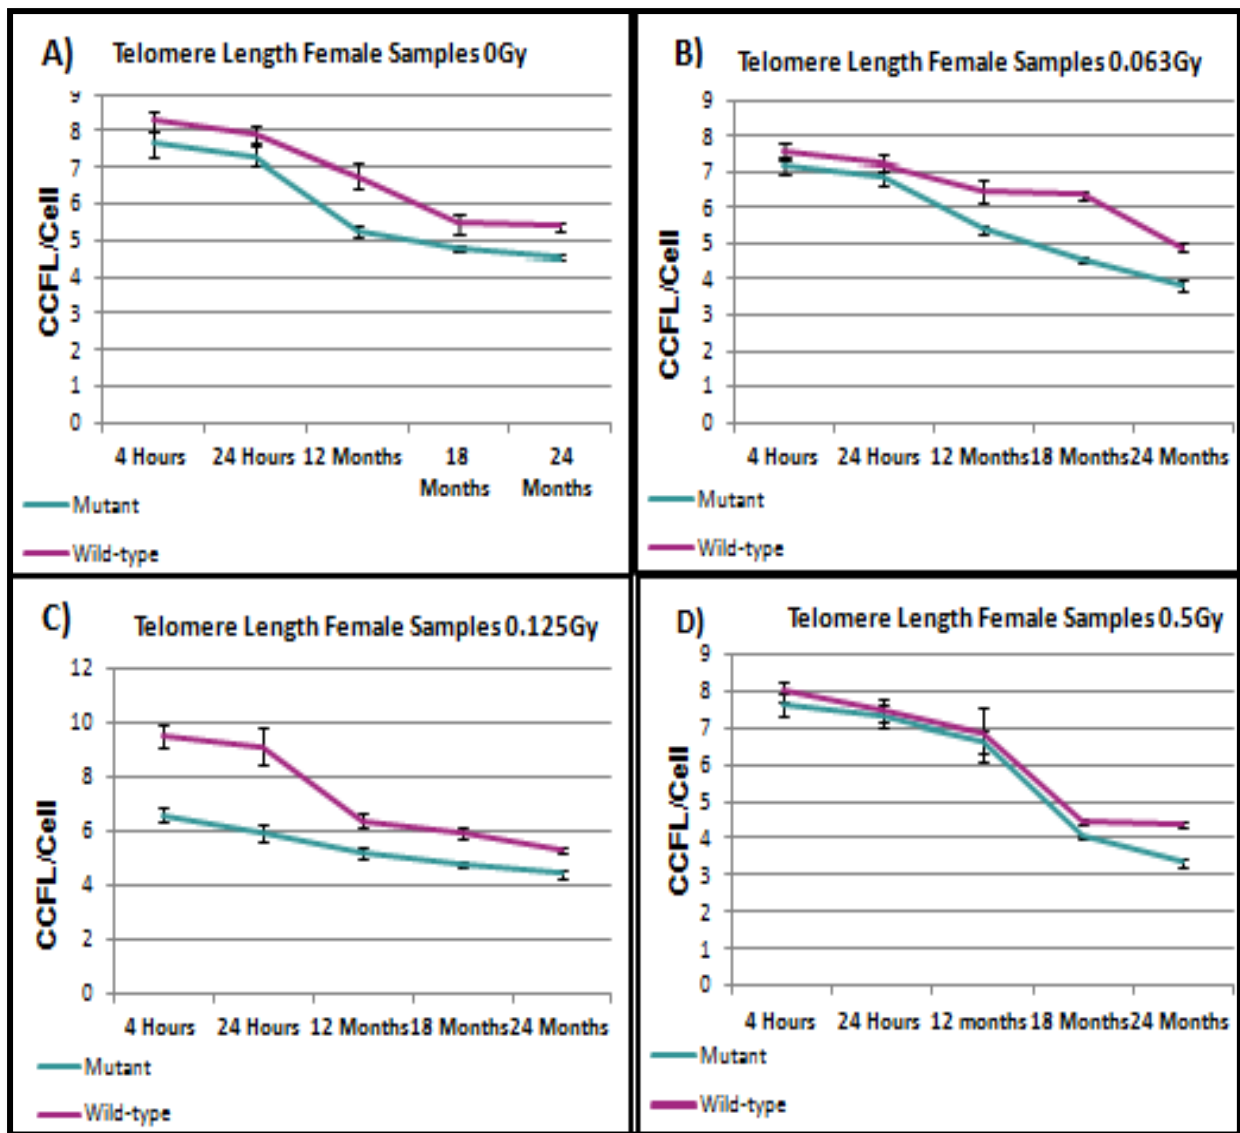 A)
Telomere Length Female Samples 0Gy
CCFL/Cell
9
8
7
6
5
4
3
2
1
0
4 Hours 24 Hours 12 Months 18 Months 24 Months
Mutant
Wild-type
B)
Telomere Length Female Samples 0.063Gy
CCFL/Cell
9
8
7
6
5
4
3
2
1
0
4 Hours 24 Hours 12 Months 18 Months 24 Months
Mutant
Wild-type
C)
Telomere Length Female Samples 0.125Gy
CCFL/Cell
12
10
8
6
4
2
0
4 Hours 24 Hours 12 Months 18 Months 24 Months
Mutant
Wild-type
D)
Telomere Length Female Samples 0.5Gy
CCFL/Cell
9
8
7
6
5
4
3
2
1
0
4 Hours 24 Hours 12 months 18 Months 24 Months
Mutant
Wild-type